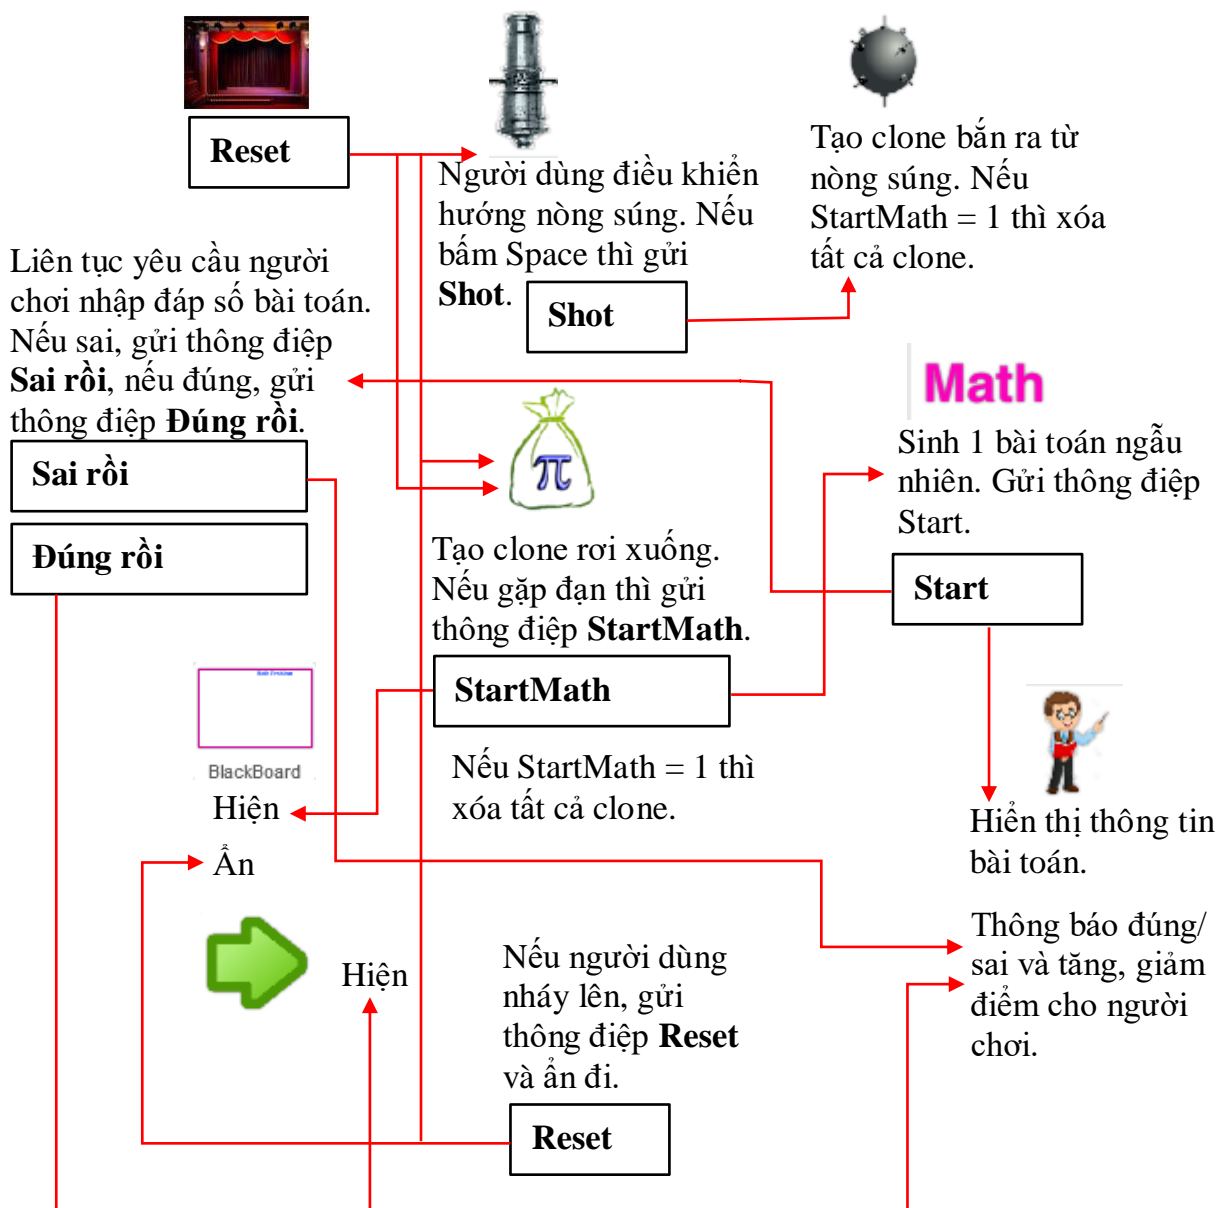 Reset
Người dùng điều khiển
hướng nòng súng. Nếu
bấm Space thì gửi
Shot.
Shot
Tạo clone bắn ra từ
nòng súng. Nếu
StartMath = 1 thì xóa
tất cả clone.
Liên tục yêu cầu người
chơi nhập đáp số bài toán.
Nếu sai, gửi thông điệp
Sai rồi, nếu đúng, gửi
thông điệp Đúng rồi.
Sai rồi
Đúng rồi
π
Tạo clone rơi xuống.
Nếu gặp đạn thì gửi
thông điệp StartMath.
StartMath
Nếu StartMath = 1 thì
xóa tất cả clone.
Math
Sinh 1 bài toán ngẫu
nhiên. Gửi thông điệp
Start.
Start
BlackBoard
Hiện
Ẩn
Hiện
Nếu người dùng
nháy lên, gửi
thông điệp Reset
và ẩn đi.
Reset
Hiển thị thông tin
bài toán.
Thông báo đúng/
sai và tăng, giảm
điểm cho người
chơi.